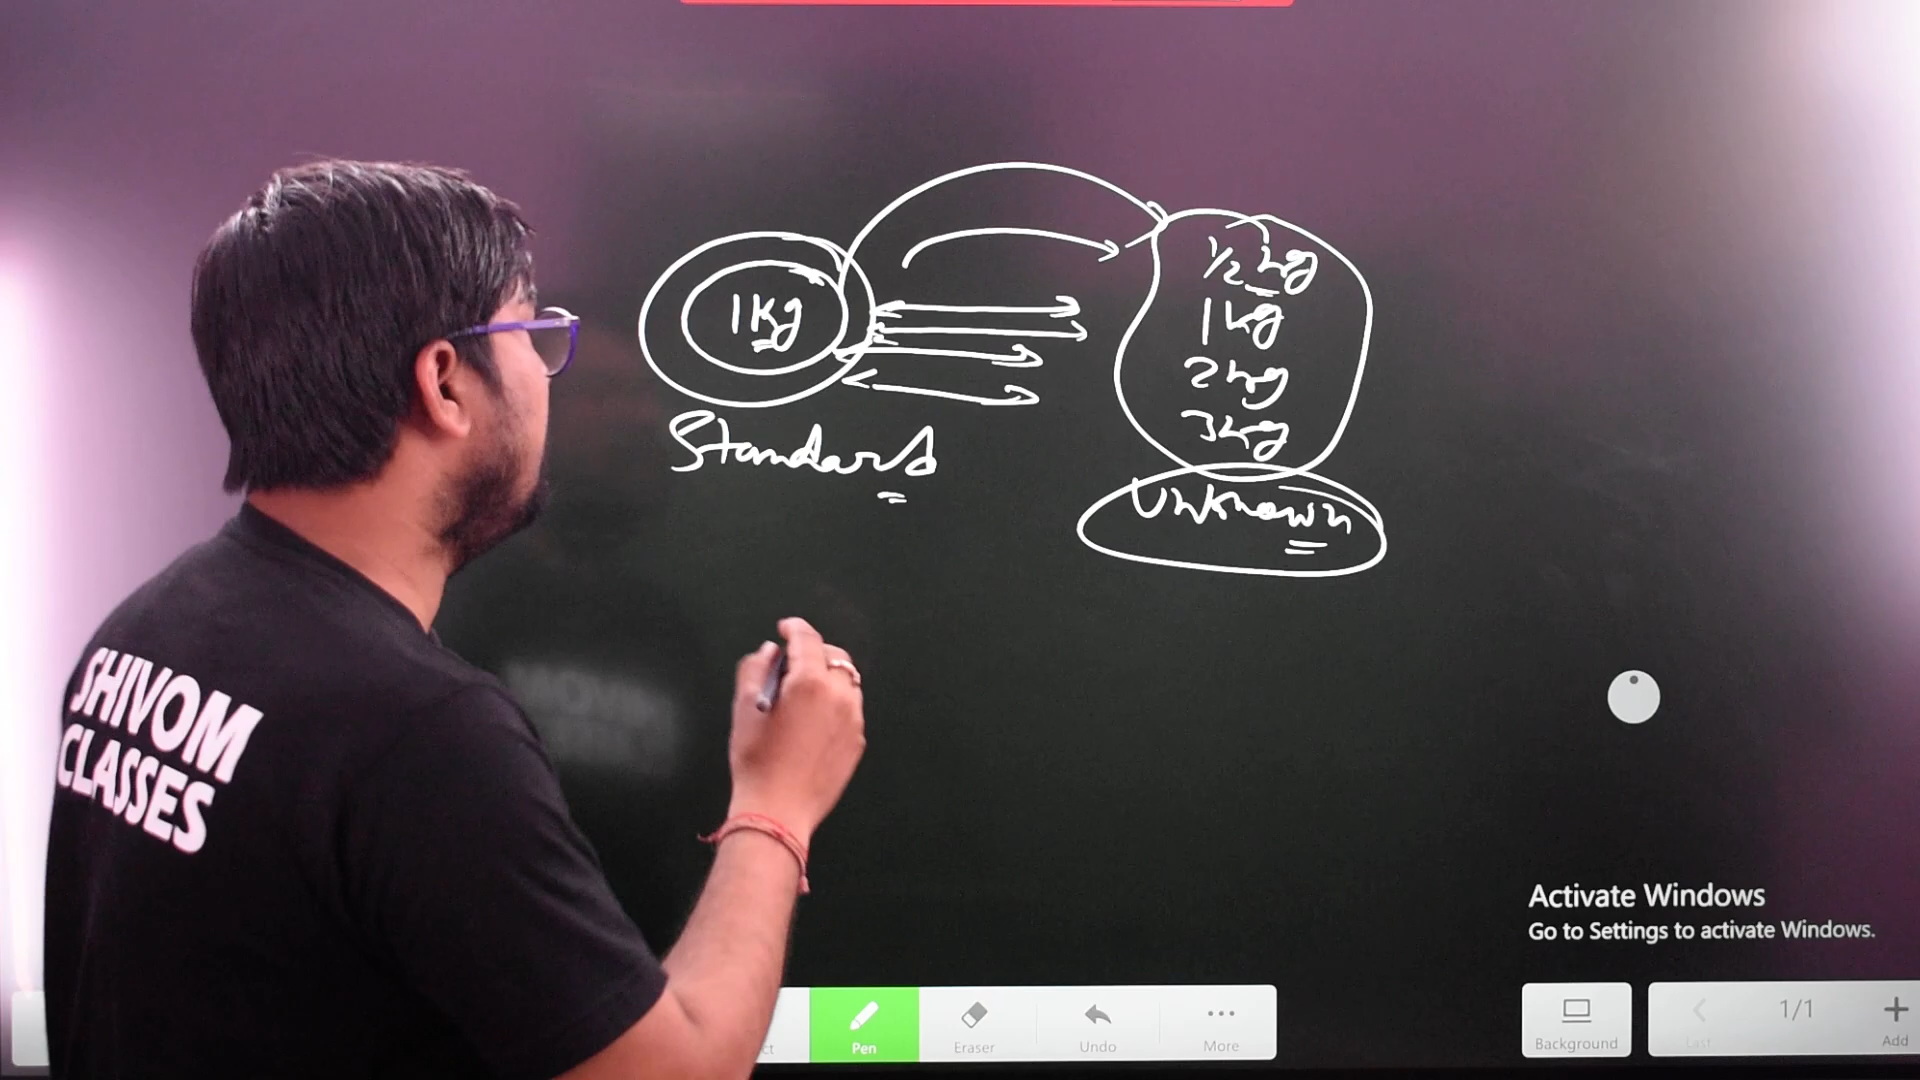 1kg
Standard
1/2 kg
1kg
2kg
3kg
Unknown
SHIVOM
CLASSES
Activate Windows
Go to Settings to activate Windows.
Pen
Eraser
Undo
More
Background
Last
1/1
Add